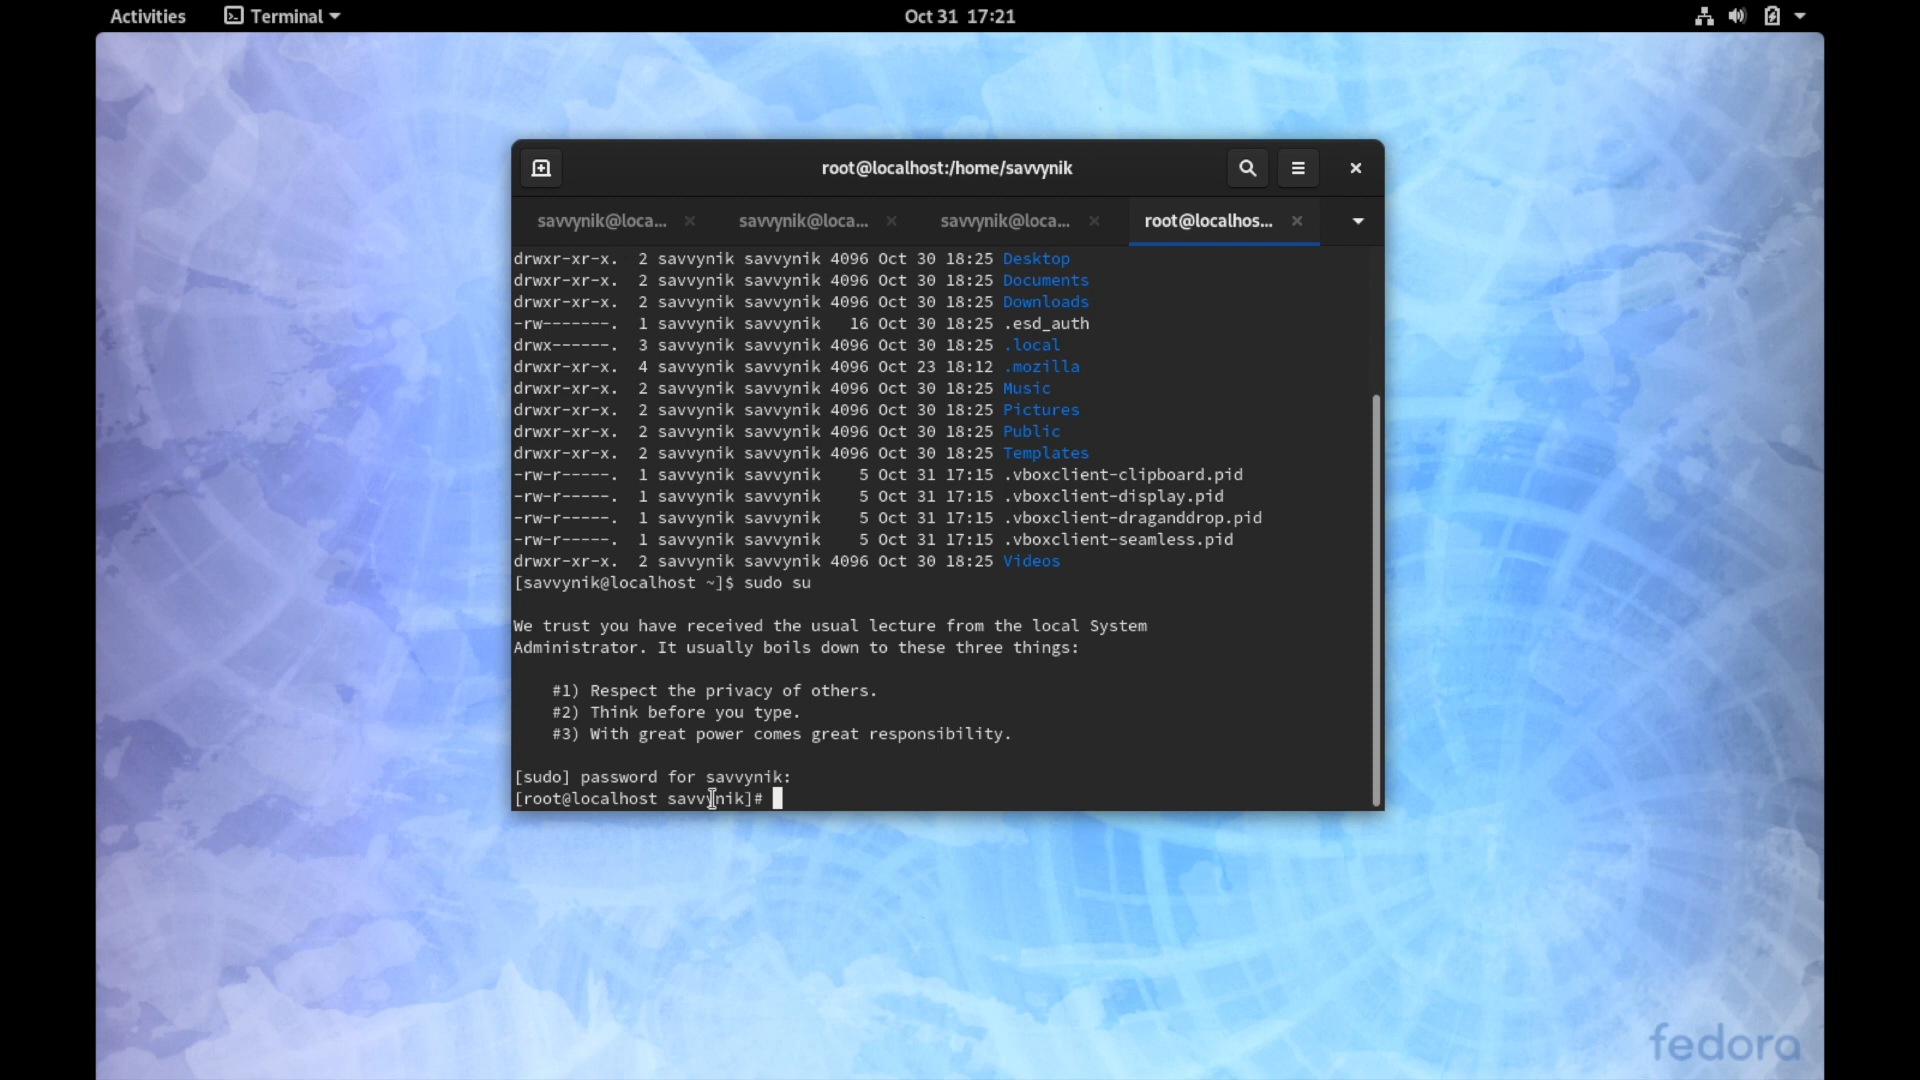 Activities Terminal Oct 31 17:21
root@localhost:/home/savvynik
savvynik@loca... savvynik@loca... savvynik@loca... root@localhos...
drwxr-xr-x.  2 savvynik savvynik 4096 Oct 30 18:25 Desktop
drwxr-xr-x.  2 savvynik savvynik 4096 Oct 30 18:25 Documents
drwxr-xr-x.  2 savvynik savvynik 4096 Oct 30 18:25 Downloads
-rw-------.  1 savvynik savvynik   16 Oct 30 18:25 .esd_auth
drwx------.  3 savvynik savvynik 4096 Oct 30 18:25 .local
drwxr-xr-x.  4 savvynik savvynik 4096 Oct 23 18:12 .mozilla
drwxr-xr-x.  2 savvynik savvynik 4096 Oct 30 18:25 Music
drwxr-xr-x.  2 savvynik savvynik 4096 Oct 30 18:25 Pictures
drwxr-xr-x.  2 savvynik savvynik 4096 Oct 30 18:25 Public
drwxr-xr-x.  2 savvynik savvynik 4096 Oct 30 18:25 Templates
-rw-r-----.  1 savvynik savvynik    5 Oct 31 17:15 .vboxclient-clipboard.pid
-rw-r-----.  1 savvynik savvynik    5 Oct 31 17:15 .vboxclient-display.pid
-rw-r-----.  1 savvynik savvynik    5 Oct 31 17:15 .vboxclient-draganddrop.pid
-rw-r-----.  1 savvynik savvynik    5 Oct 31 17:15 .vboxclient-seamless.pid
drwxr-xr-x.  2 savvynik savvynik 4096 Oct 30 18:25 Videos
[savvynik@localhost ~]$ sudo su
We trust you have received the usual lecture from the local System
Administrator. It usually boils down to these three things:
#1) Respect the privacy of others.
#2) Think before you type.
#3) With great power comes great responsibility.
[sudo] password for savvynik:
[root@localhost savvynik]#
fedora